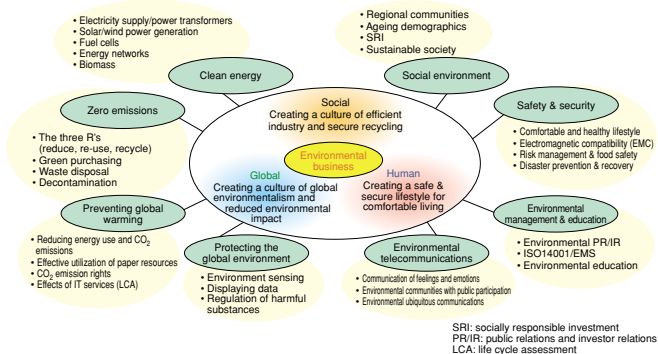 • Electricity supply/power transformers
• Solar/wind power generation
• Fuel cells
• Energy networks
• Biomass
Clean energy
• Regional communities
• Ageing demographics
• SRI
• Sustainable society
Social environment
Zero emissions
• The three R's
(reduce, re-use, recycle)
• Green purchasing
• Waste disposal
• Decontamination
Social
Creating a culture of efficient
industry and secure recycling
Environmental
business
Global
Creating a culture of global
environmentalism and
reduced environmental
impact
Human
Creating a safe &
secure lifestyle for
comfortable living
Safety & security
• Comfortable and healthy lifestyle
• Electromagnetic compatibility (EMC)
• Risk management & food safety
• Disaster prevention & recovery
Preventing global
warming
• Reducing energy use and CO₂
emissions
• Effective utilization of paper resources
• CO₂ emission rights
• Effects of IT services (LCA)
Protecting the
global environment
• Environment sensing
• Displaying data
• Regulation of harmful
substances
Environmental
telecommunications
• Communication of feelings and emotions
• Environmental communities with public participation
• Environmental ubiquitous communications
Environmental
management & education
• Environmental PR/IR
• ISO14001/EMS
• Environmental education
SRI: socially responsible investment
PR/IR: public relations and investor relations
LCA: life cycle assessment